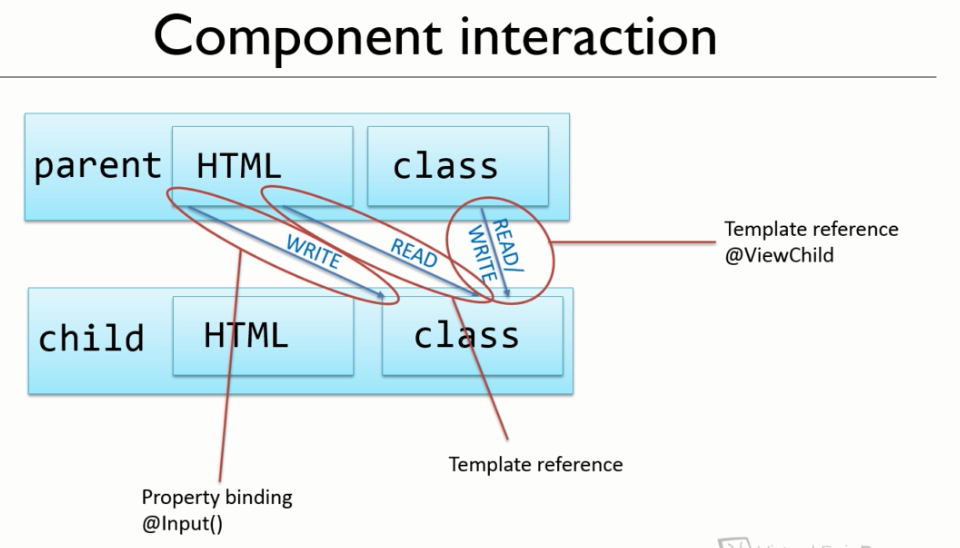 Component interaction
parent
HTML
class
WRITE
READ
READ/
WRITE
Template reference
@ViewChild
child
HTML
class
Template reference
Property binding
@Input()